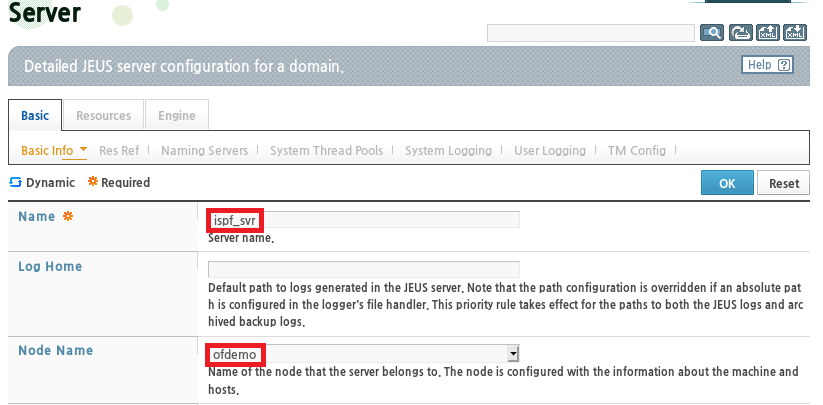 Server
Detailed JEUS server configuration for a domain.
Help ?
Basic Resources Engine
Basic Info Res Ref Naming Servers System Thread Pools System Logging User Logging TM Config
Dynamic Required OK Reset
Name ispf_svr
Server name.
Log Home
Default path to logs generated in the JEUS server. Note that the path configuration is overridden if an absolute pat
h is configured in the logger's file handler. This priority rule takes effect for the paths to both the JEUS logs and arc
hived backup logs.
Node Name ofdemo
Name of the node that the server belongs to. The node is configured with the information about the machine and
hosts.